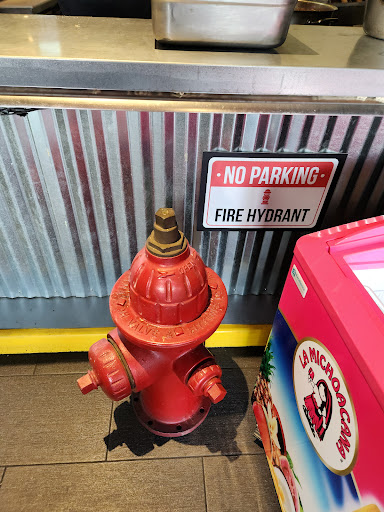 · NO PARKING ·
FIRE HYDRANT
LA MICHOACANA